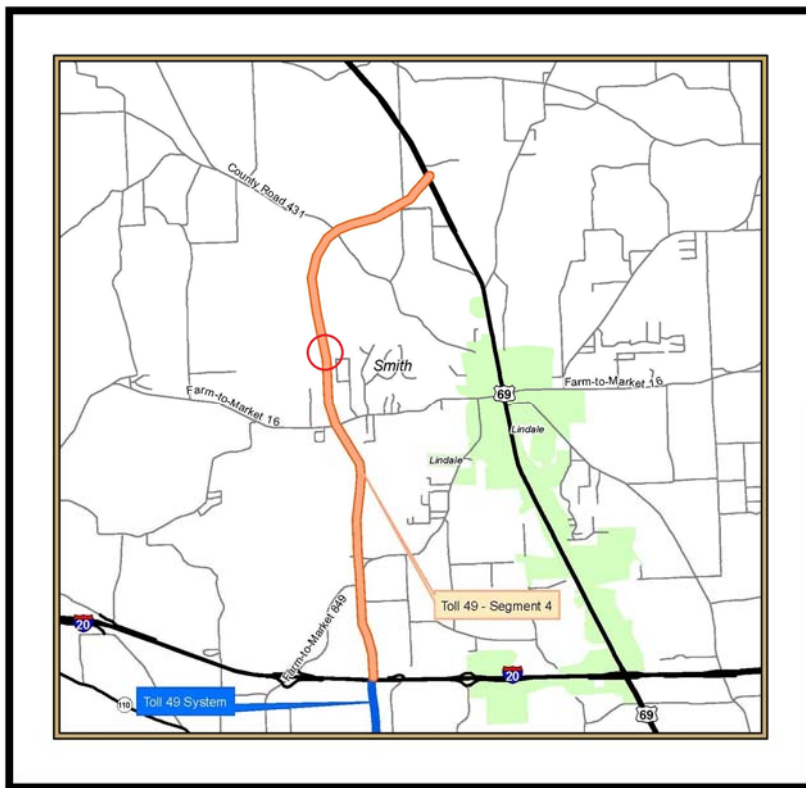 County Road 431
Smith
Farm-to-Market 16
69
Farm-to-Market 16
Lindale
Lindale
Toll 49 - Segment 4
Farm-to-Market 849
20
20
110
Toll 49 System
69